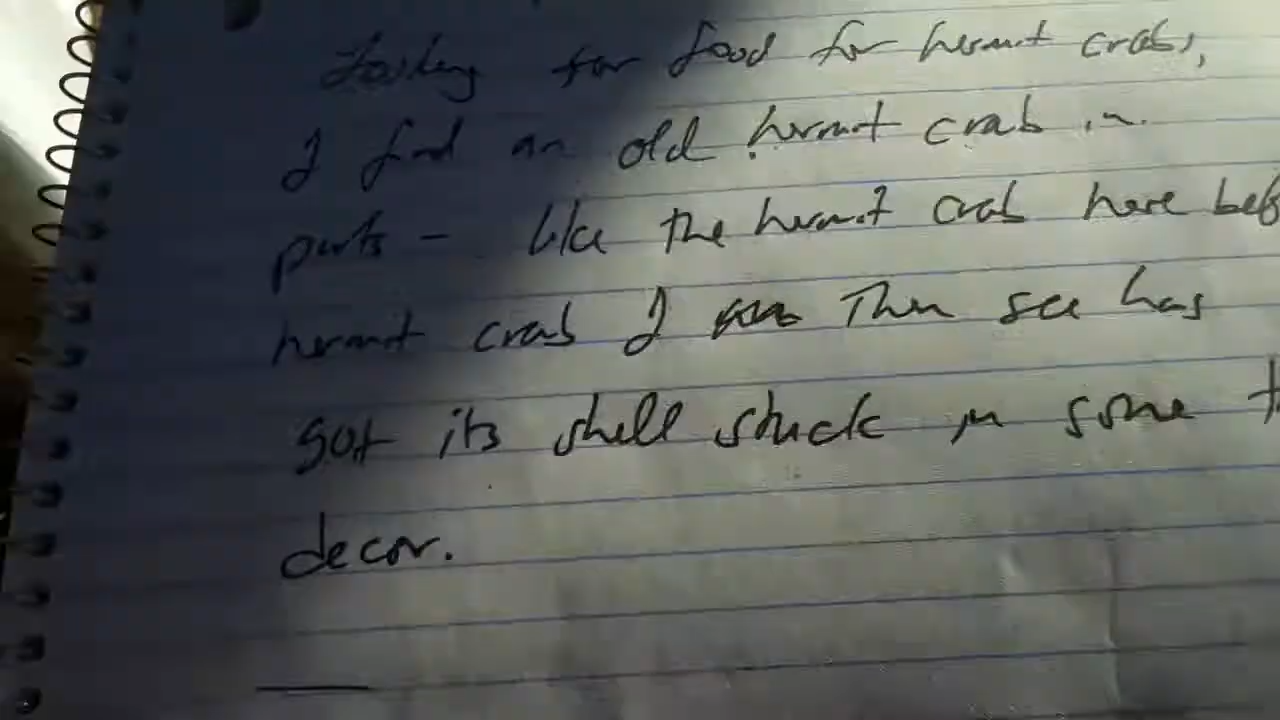 Looking for food for hermit crabs,
I find an old hermit crab in
parts - like the hermit crab here
hermit crab I then see has
got its shell stuck in some
decor.